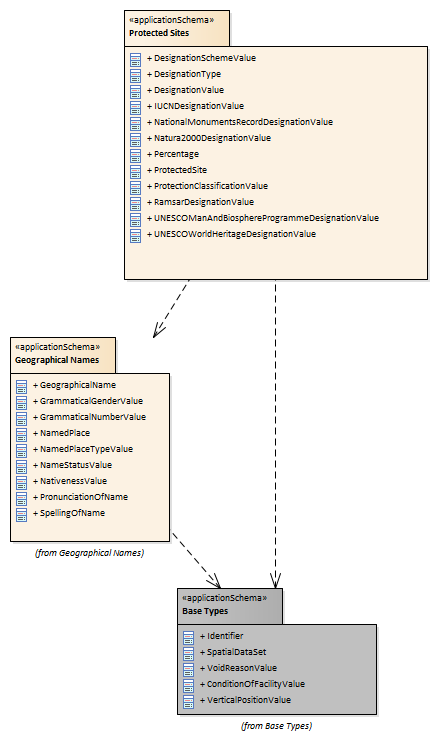 «applicationSchema»
Protected Sites
+ DesignationSchemeValue
+ DesignationType
+ DesignationValue
+ IUCNDesignationValue
+ NationalMonumentsRecordDesignationValue
+ Natura2000DesignationValue
+ Percentage
+ ProtectedSite
+ ProtectionClassificationValue
+ RamsarDesignationValue
+ UNESCOManAndBiosphereProgrammeDesignationValue
+ UNESCOWorldHeritageDesignationValue
«applicationSchema»
Geographical Names
+ GeographicalName
+ GrammaticalGenderValue
+ GrammaticalNumberValue
+ NamedPlace
+ NamedPlaceTypeValue
+ NameStatusValue
+ NativenessValue
+ PronunciationOfName
+ SpellingOfName
(from Geographical Names)
«applicationSchema»
Base Types
+ Identifier
+ SpatialDataSet
+ VoidReasonValue
+ ConditionOfFacilityValue
+ VerticalPositionValue
(from Base Types)